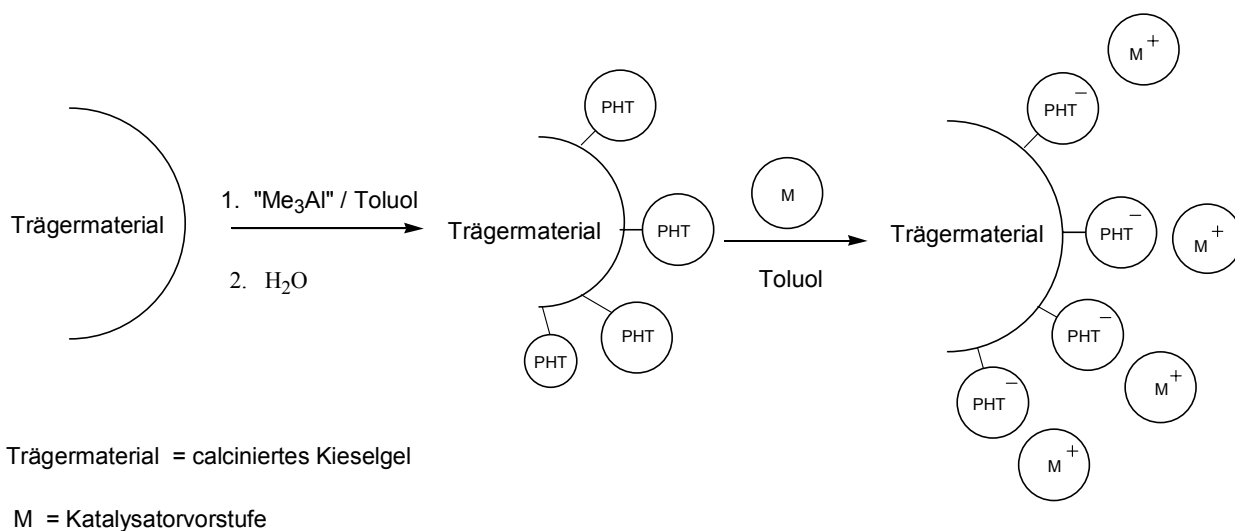 Trägermaterial
1. "Me₃Al" / Toluol
2. H₂O
PHT
Trägermaterial
PHT
PHT
PHT
M
Toluol
M⁺
PHT⁻
Trägermaterial
PHT⁻
M⁺
PHT⁻
M⁺
PHT⁻
M⁺
Trägermaterial = calciniertes Kieselgel
M = Katalysatorvorstufe